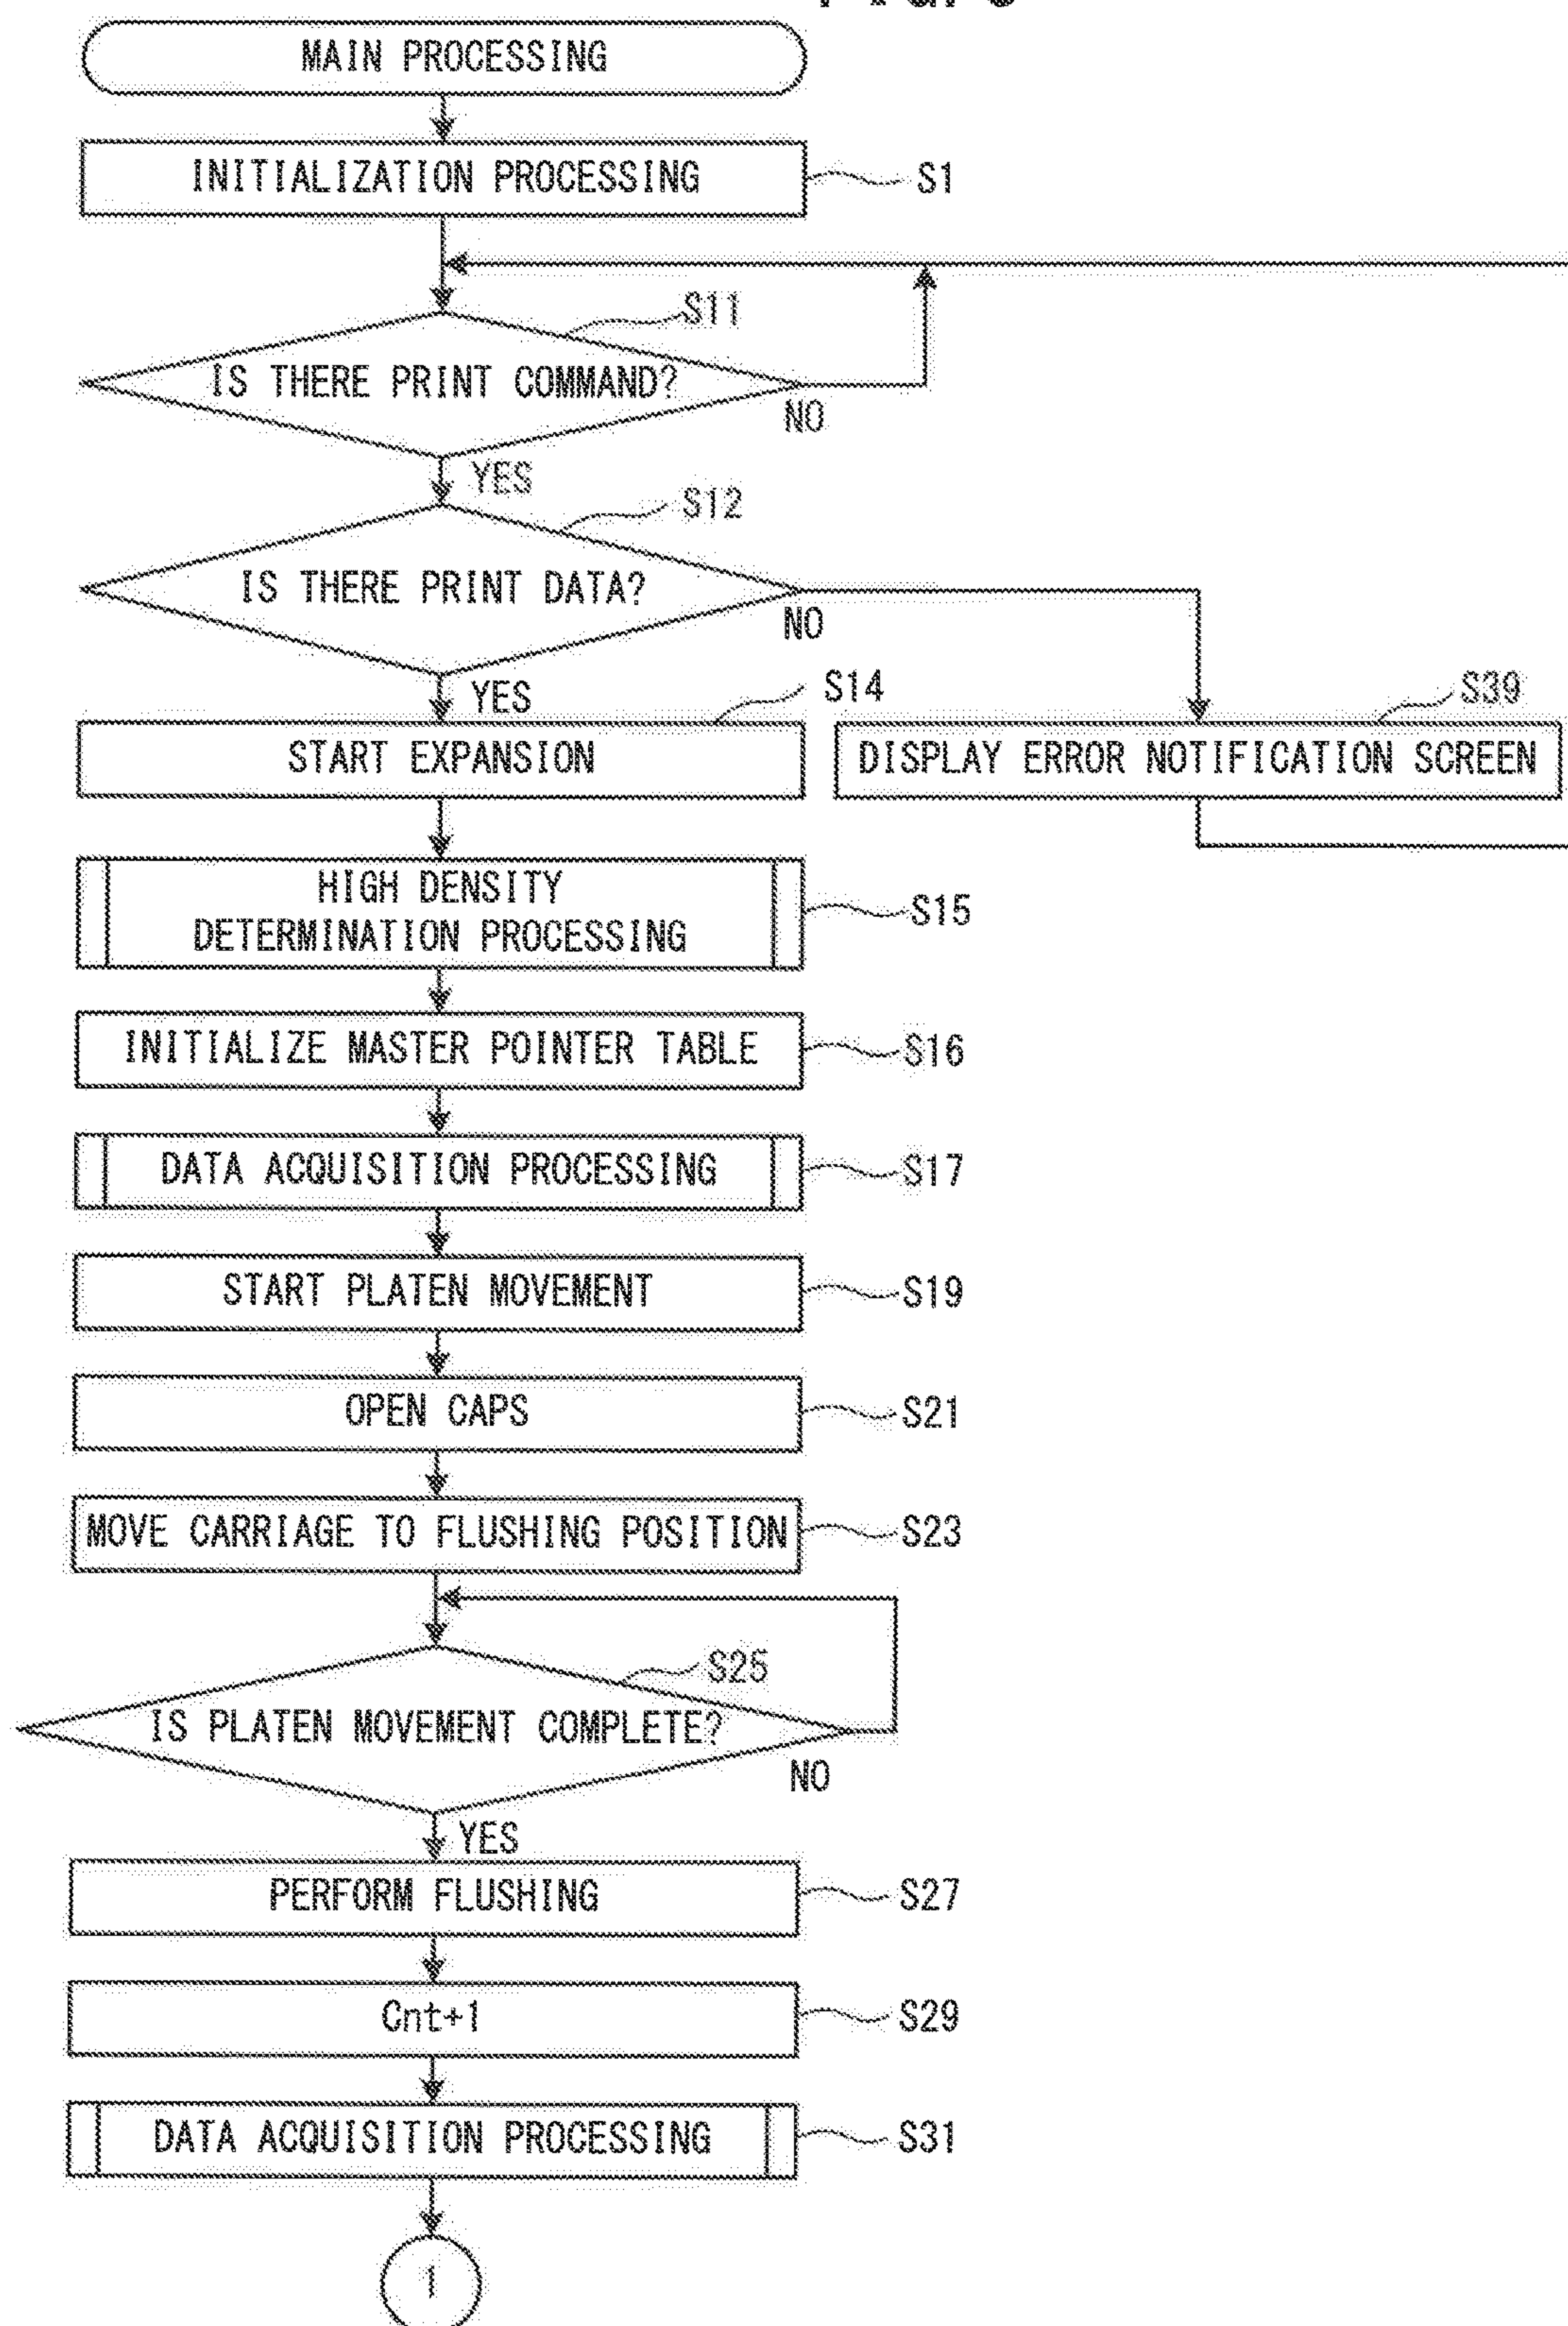 MAIN PROCESSING
INITIALIZATION PROCESSING
S1
S11
IS THERE PRINT COMMAND?
NO
YES
S12
IS THERE PRINT DATA?
NO
YES
S14
S39
START EXPANSION
DISPLAY ERROR NOTIFICATION SCREEN
HIGH DENSITY
DETERMINATION PROCESSING
S15
INITIALIZE MASTER POINTER TABLE
S16
DATA ACQUISITION PROCESSING
S17
START PLATEN MOVEMENT
S19
OPEN CAPS
S21
MOVE CARRIAGE TO FLUSHING POSITION
S23
S25
IS PLATEN MOVEMENT COMPLETE?
NO
YES
PERFORM FLUSHING
S27
Cnt+1
S29
DATA ACQUISITION PROCESSING
S31
1